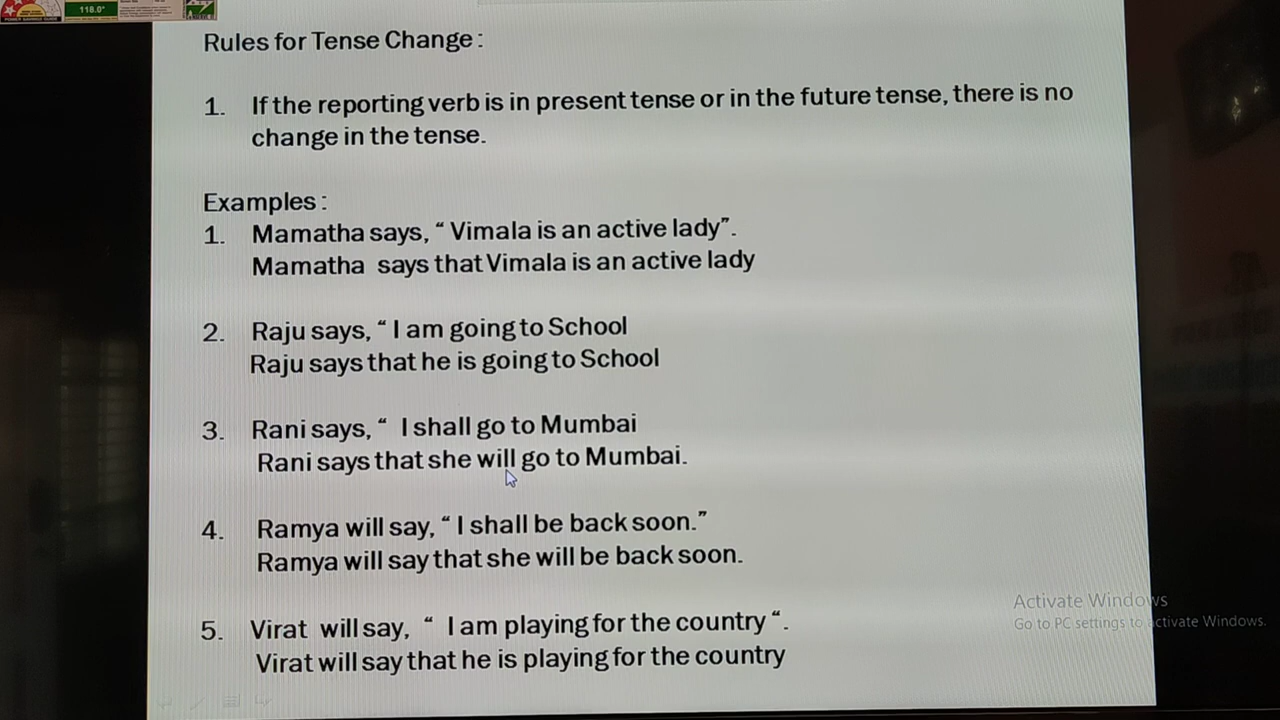 118.0*
Rules for Tense Change :
1. If the reporting verb is in present tense or in the future tense, there is no
change in the tense.
Examples :
1. Mamatha says, “ Vimala is an active lady”.
Mamatha says that Vimala is an active lady
2. Raju says, “ I am going to School
Raju says that he is going to School
3. Rani says, “ I shall go to Mumbai
Rani says that she will go to Mumbai.
4. Ramya will say, “ I shall be back soon.”
Ramya will say that she will be back soon.
5. Virat will say, “ I am playing for the country “.
Virat will say that he is playing for the country
Activate Windows
Go to PC settings to activate Windows.